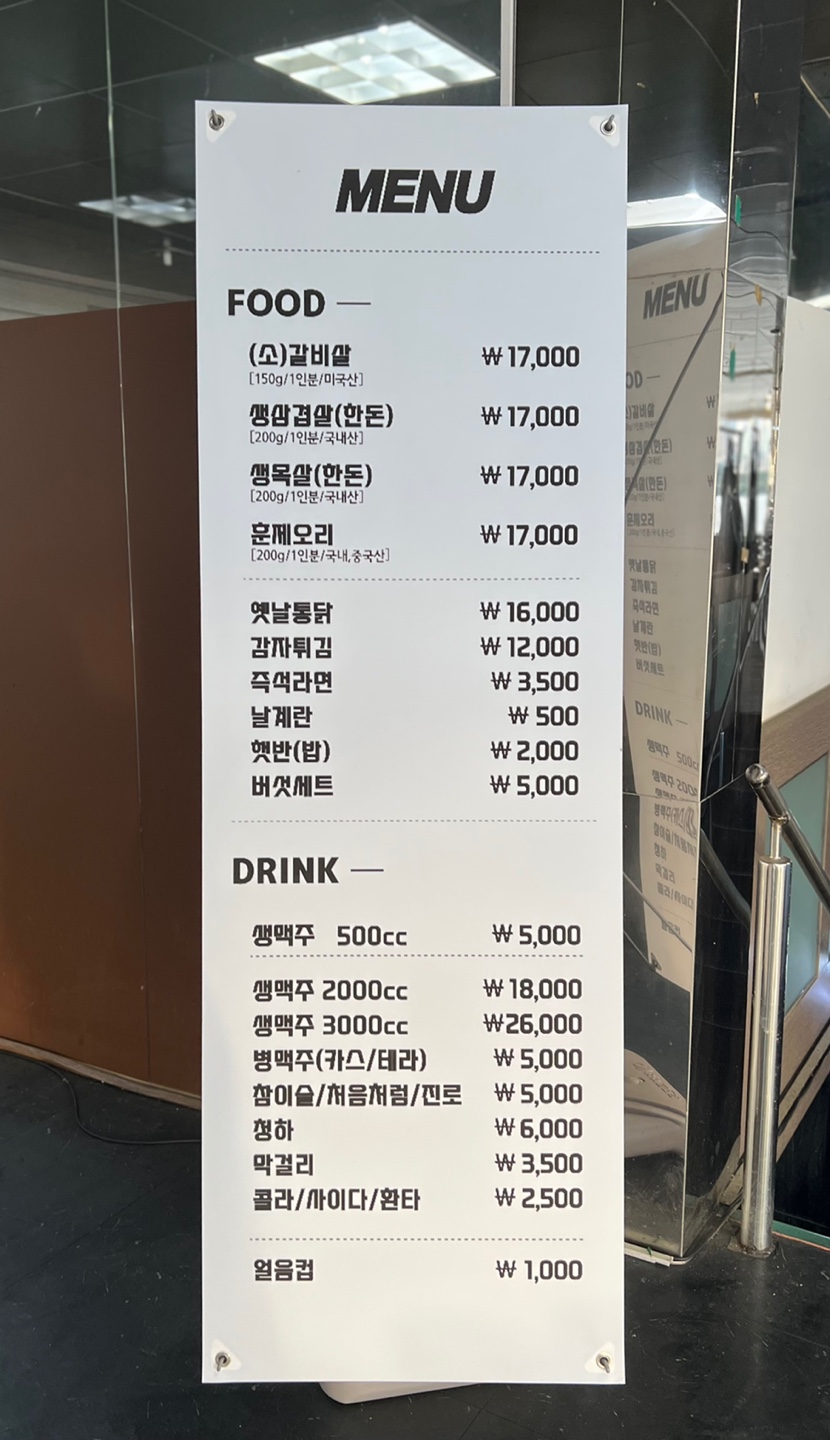 MENU
FOOD
(소)갈비살 ₩ 17,000
[150g/1인분/미국산]
생삼겹살(한돈) ₩ 17,000
[200g/1인분/국내산]
생목살(한돈) ₩ 17,000
[200g/1인분/국내산]
훈제오리 ₩ 17,000
[200g/1인분/국내,중국산]
옛날통닭 ₩ 16,000
감자튀김 ₩ 12,000
즉석라면 ₩ 3,500
날계란 ₩ 500
햇반(밥) ₩ 2,000
버섯세트 ₩ 5,000
DRINK
생맥주 500cc ₩ 5,000
생맥주 2000cc ₩ 18,000
생맥주 3000cc ₩26,000
병맥주(카스/테라) ₩ 5,000
참이슬/처음처럼/진로 ₩ 5,000
청하 ₩ 6,000
막걸리 ₩ 3,500
콜라/사이다/환타 ₩ 2,500
얼음컵 ₩ 1,000